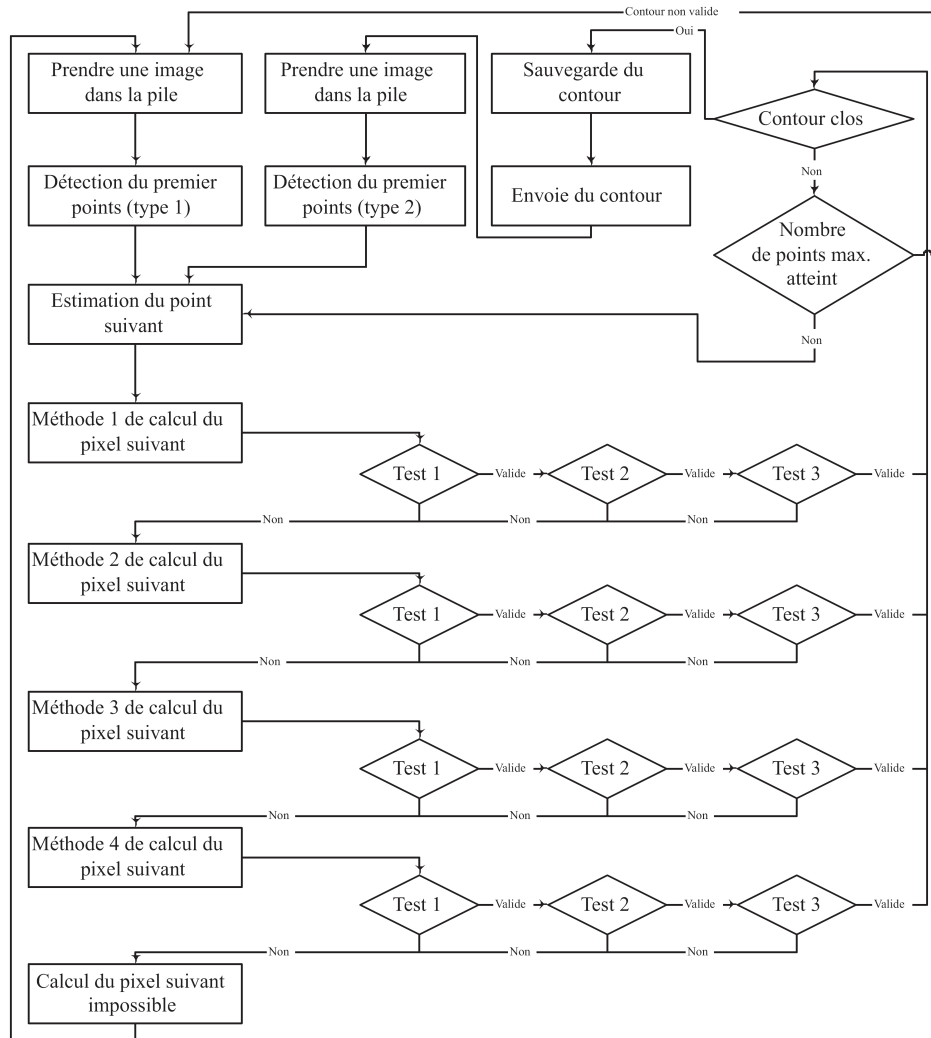 Contour non valide
Oui
Prendre une image
dans la pile
Prendre une image
dans la pile
Sauvegarde du
contour
Contour clos
Non
Détection du premier
points (type 1)
Détection du premier
points (type 2)
Envoie du contour
Nombre
de points max.
atteint
Non
Estimation du point
suivant
Méthode 1 de calcul du
pixel suivant
Test 1
Valide
Test 2
Valide
Test 3
Valide
Non
Non
Non
Méthode 2 de calcul du
pixel suivant
Test 1
Valide
Test 2
Valide
Test 3
Valide
Non
Non
Non
Méthode 3 de calcul du
pixel suivant
Test 1
Valide
Test 2
Valide
Test 3
Valide
Non
Non
Non
Méthode 4 de calcul du
pixel suivant
Test 1
Valide
Test 2
Valide
Test 3
Valide
Non
Non
Non
Calcul du pixel suivant
impossible